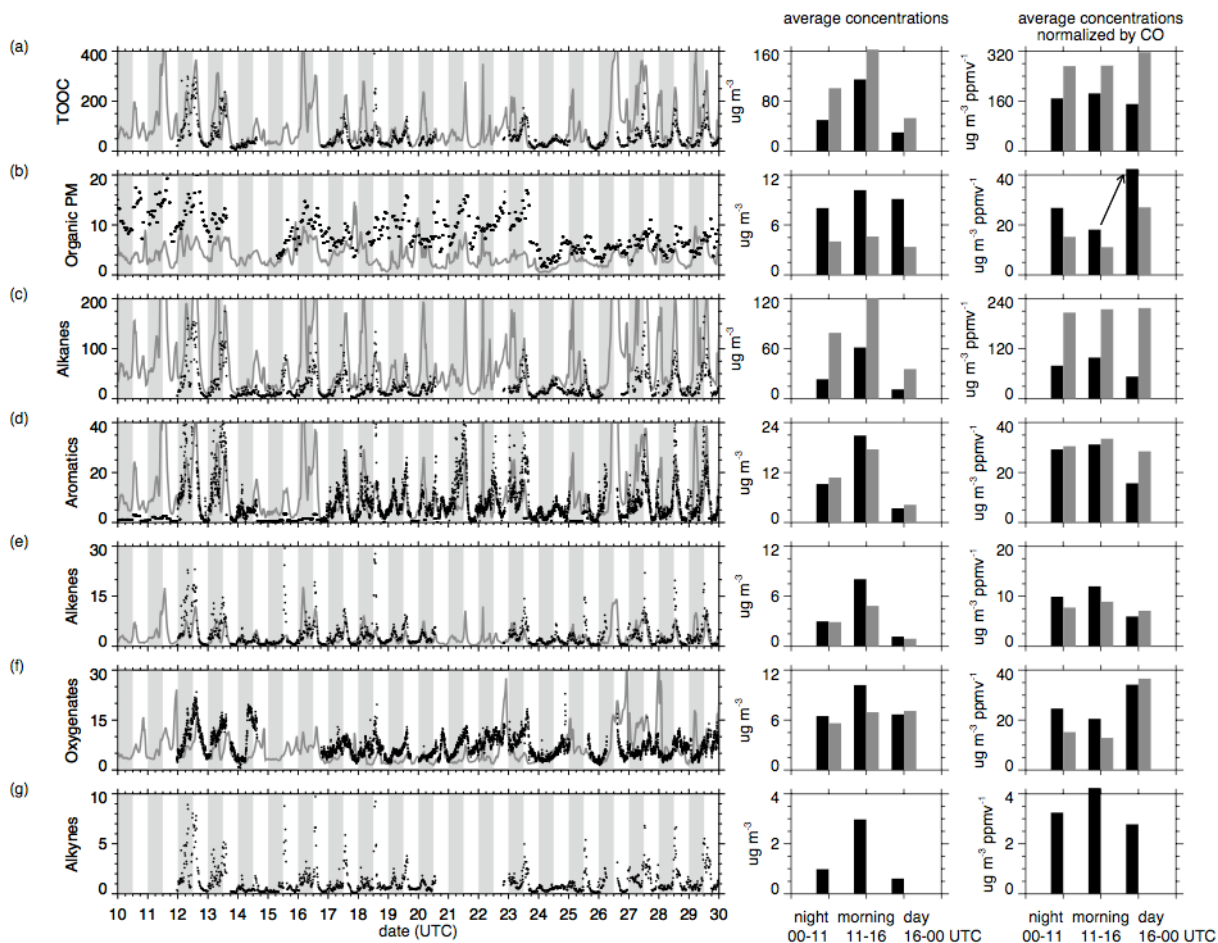 average concentrations
average concentrations
normalized by CO
(a)
TOOC
400
200
0
ug m-3
160
80
0
ug m-3 ppmv-1
320
160
0
(b)
Organic PM
20
10
0
ug m-3
12
6
0
ug m-3 ppmv-1
40
20
0
(c)
Alkanes
200
100
0
ug m-3
120
60
0
ug m-3 ppmv-1
240
120
0
(d)
Aromatics
40
20
0
ug m-3
24
12
0
ug m-3 ppmv-1
40
20
0
(e)
Alkenes
30
15
0
ug m-3
12
6
0
ug m-3 ppmv-1
20
10
0
(f)
Oxygenates
30
15
0
ug m-3
12
6
0
ug m-3 ppmv-1
40
20
0
(g)
Alkynes
10
5
0
ug m-3
4
2
0
ug m-3 ppmv-1
4
2
0
10 11 12 13 14 15 16 17 18 19 20 21 22 23 24 25 26 27 28 29 30
date (UTC)
night morning day
00-11 11-16 16-00 UTC
night morning day
00-11 11-16 16-00 UTC